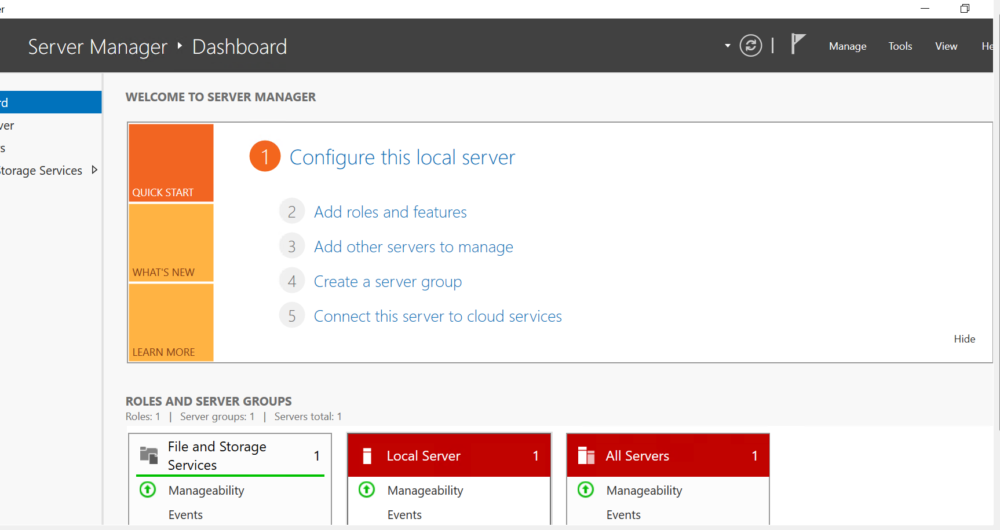 er
Server Manager ‣ Dashboard
Manage Tools View He
rd
ver
rs
Storage Services
WELCOME TO SERVER MANAGER
QUICK START
WHAT'S NEW
LEARN MORE
1 Configure this local server
2 Add roles and features
3 Add other servers to manage
4 Create a server group
5 Connect this server to cloud services
Hide
ROLES AND SERVER GROUPS
Roles: 1 | Server groups: 1 | Servers total: 1
File and Storage
Services 1
Manageability
Events
Local Server 1
Manageability
Events
All Servers 1
Manageability
Events